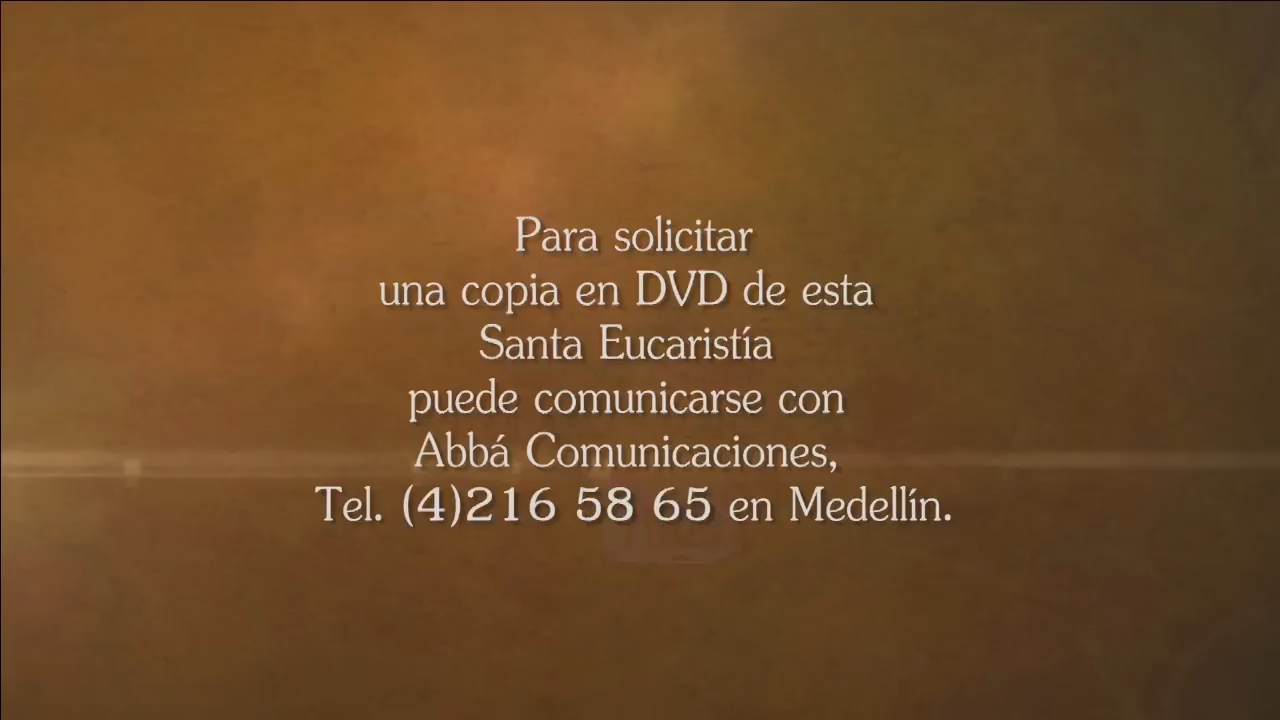 Para solicitar
una copia en DVD de esta
Santa Eucaristía
puede comunicarse con
Abbá Comunicaciones,
Tel. (4)216 58 65 en Medellín.